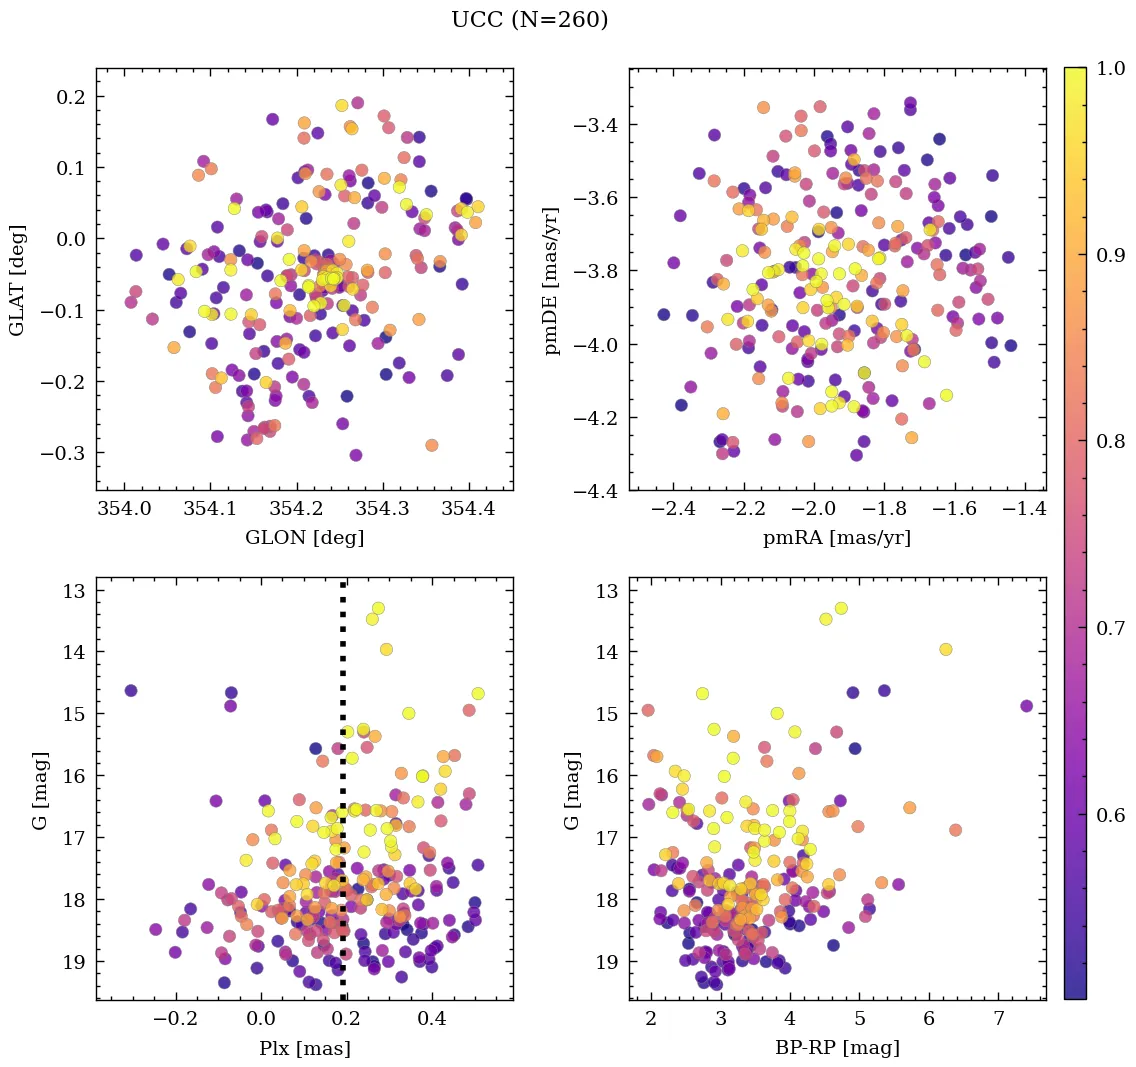 UCC (N=260)
0.2
0.1
0.0
−0.1
−0.2
−0.3
GLAT [deg]
354.0 354.1 354.2 354.3 354.4
GLON [deg]
−3.4
−3.6
−3.8
−4.0
−4.2
−4.4
pmDE [mas/yr]
−2.4 −2.2 −2.0 −1.8 −1.6 −1.4
pmRA [mas/yr]
1.0
0.9
0.8
0.7
0.6
13
14
15
16
17
18
19
G [mag]
−0.2 0.0 0.2 0.4
Plx [mas]
13
14
15
16
17
18
19
G [mag]
2 3 4 5 6 7
BP-RP [mag]